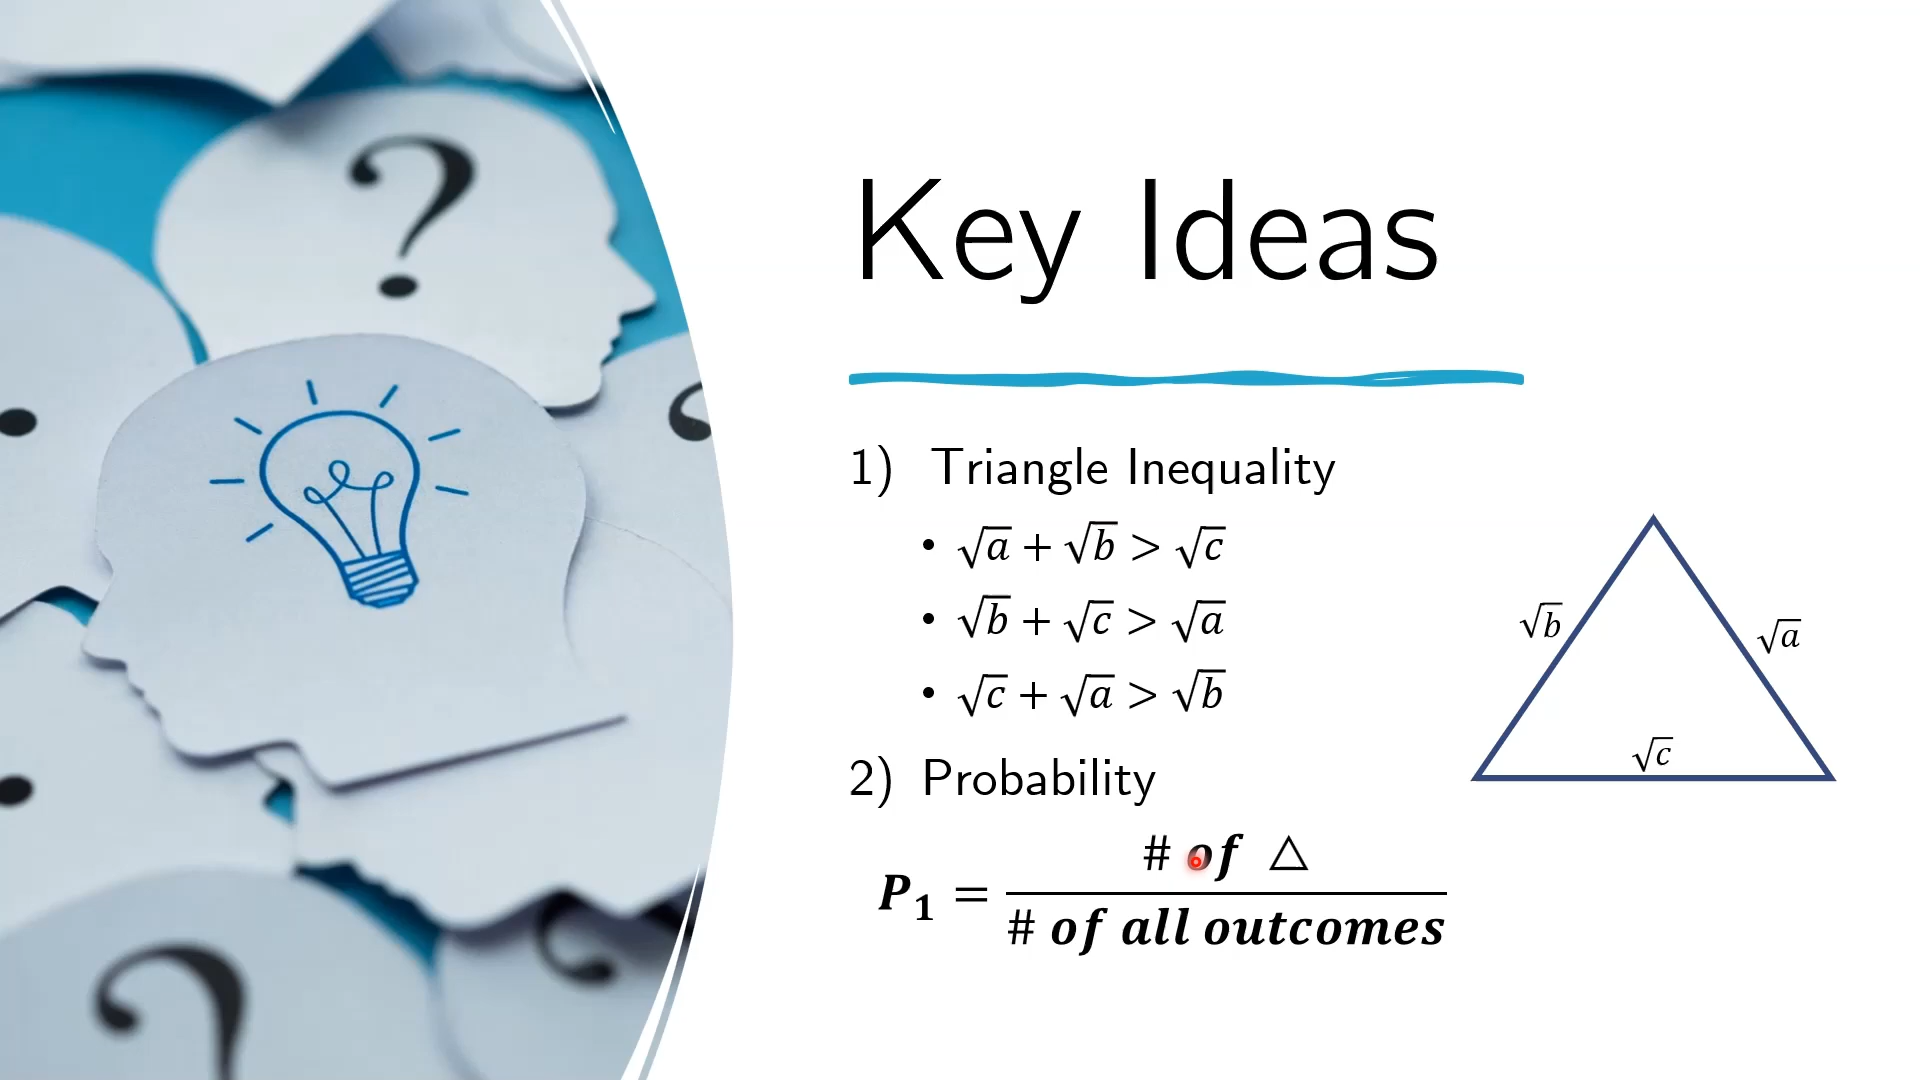 Key Ideas
1) Triangle Inequality
• √a + √b > √c
• √b + √c > √a
• √c + √a > √b
√b
√a
√c
2) Probability
P₁ = # of △ / # of all outcomes
?
?